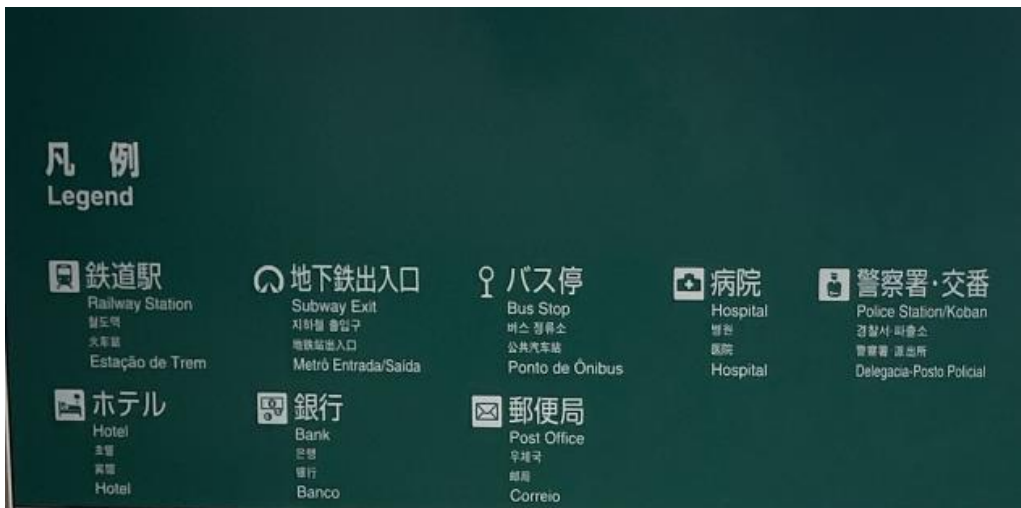 凡 例
Legend
鉄道駅
Railway Station
철도역
火车站
Estação de Trem
地下鉄出入口
Subway Exit
지하철 출입구
地铁站出入口
Metrô Entrada/Saída
バス停
Bus Stop
버스 정류소
公共汽车站
Ponto de Ônibus
病院
Hospital
병원
医院
Hospital
警察署・交番
Police Station/Koban
경찰서·파출소
警察署·派出所
Delegacia-Posto Policial
ホテル
Hotel
호텔
宾馆
Hotel
銀行
Bank
은행
银行
Banco
郵便局
Post Office
우체국
邮局
Correio